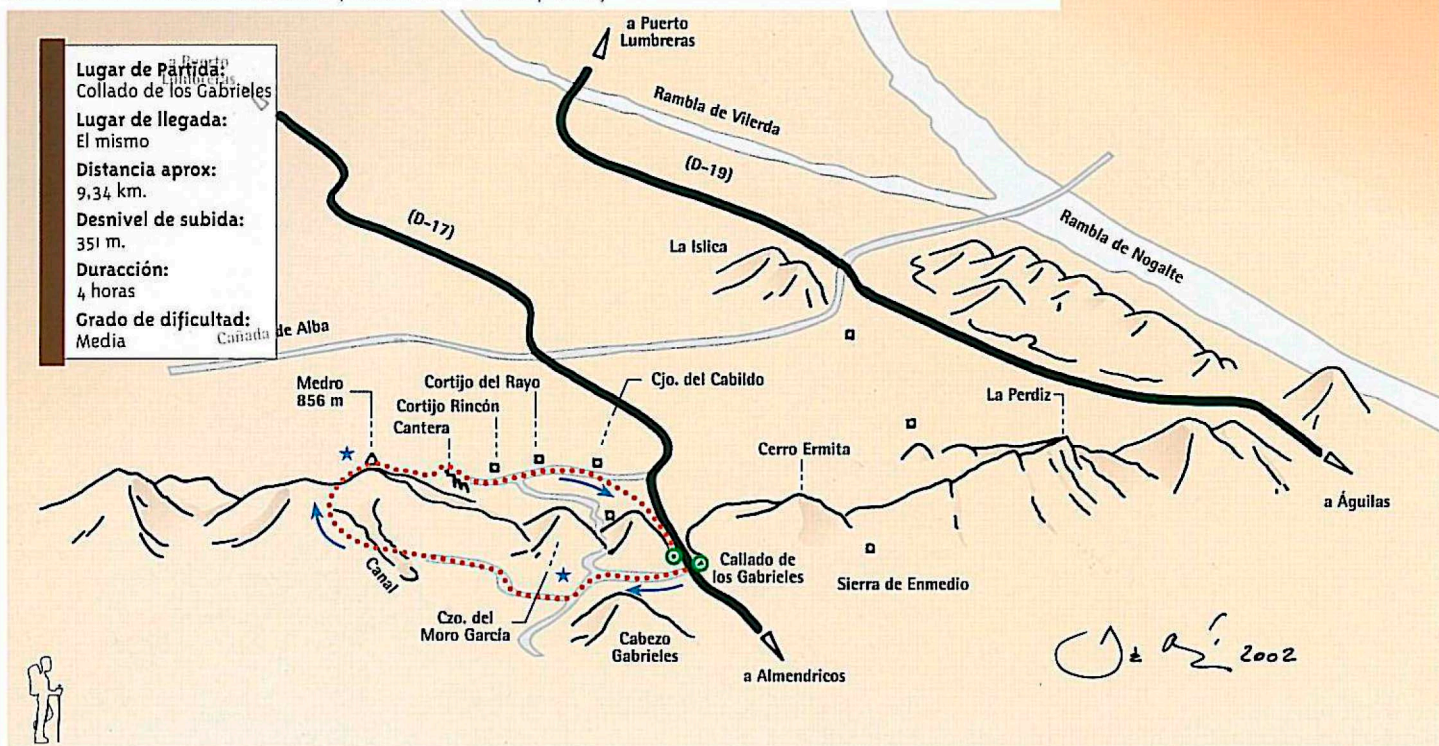 a Puerto
Lumbreras
Lugar de Partida:
Collado de los Gabrieles
Lugar de llegada:
El mismo
Distancia aprox:
9,34 km.
Desnivel de subida:
351 m.
Duracción:
4 horas
Grado de dificultad:
Media
a Puerto
Lumbreras
Rambla de Vilerda
(D-19)
(D-17)
La Islica
Rambla de Nogalte
Cañada de Alba
Medro
856 m
Cortijo del Rayo
Cortijo Rincón
Cantera
Cjo. del Cabildo
La Perdiz
Cerro Ermita
a Águilas
Canal
Callado de
los Gabrieles
Sierra de Enmedio
Czo. del
Moro García
Cabezo
Gabrieles
a Almendricos
2002